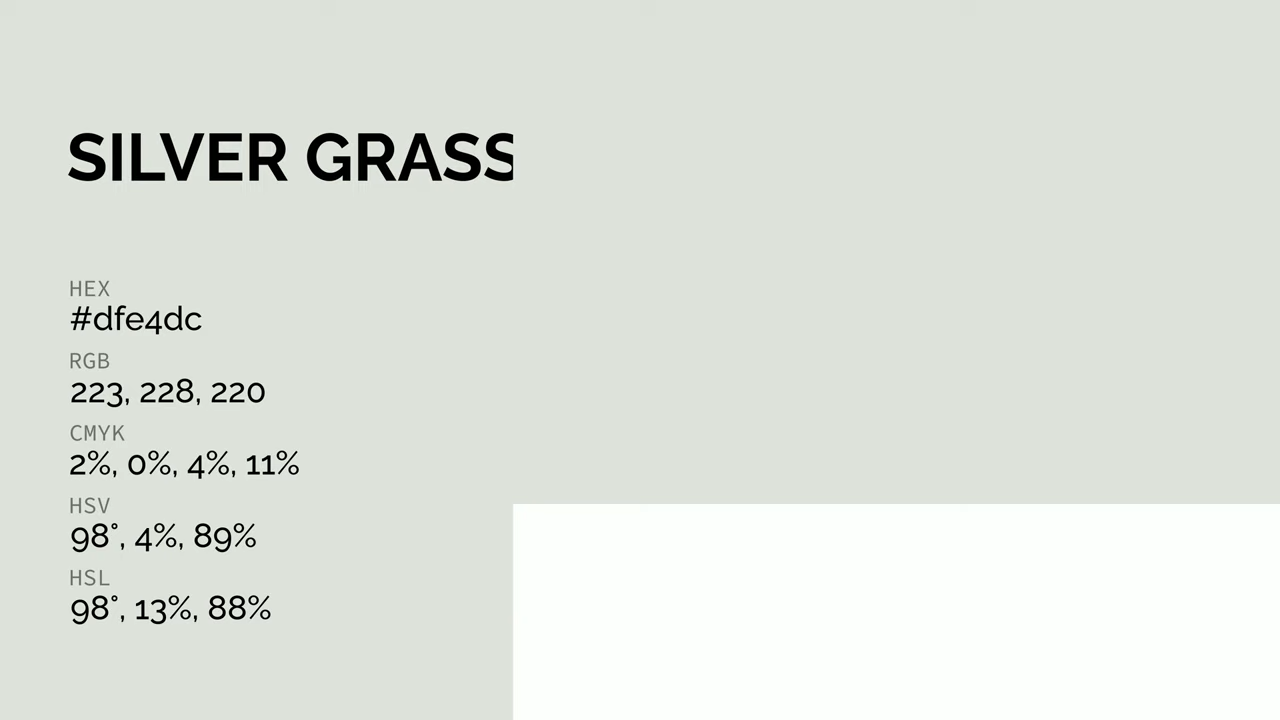 SILVER GRASS
HEX
#dfe4dc
RGB
223, 228, 220
CMYK
2%, 0%, 4%, 11%
HSV
98°, 4%, 89%
HSL
98°, 13%, 88%